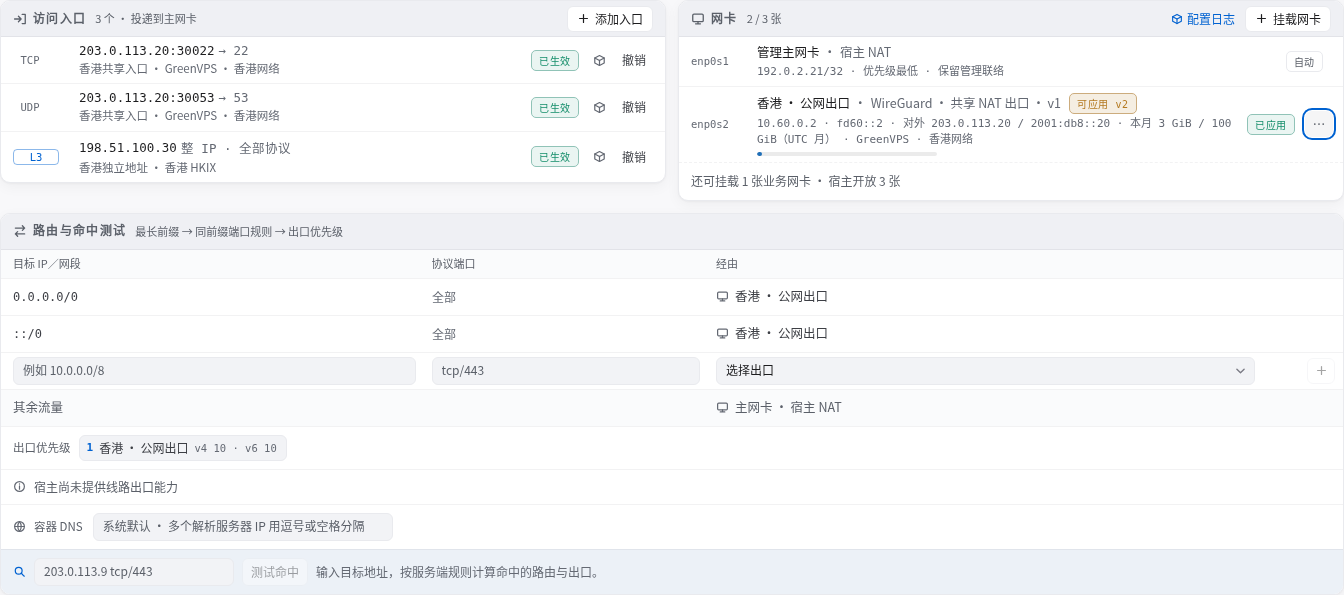 访问入口 3 个 · 投递到主网卡
+ 添加入口
TCP
203.0.113.20:30022 → 22
香港共享入口 · GreenVPS · 香港网络
已生效
撤销
UDP
203.0.113.20:30053 → 53
香港共享入口 · GreenVPS · 香港网络
已生效
撤销
L3
198.51.100.30 整 IP · 全部协议
香港独立地址 · 香港 HKIX
已生效
撤销
网卡 2 / 3 张
配置日志
+ 挂载网卡
enp0s1
管理主网卡 · 宿主 NAT
192.0.2.21/32 · 优先级最低 · 保留管理联络
自动
enp0s2
香港 · 公网出口 · WireGuard · 共享 NAT 出口 · v1 可应用 v2
10.60.0.2 · fd60::2 · 对外 203.0.113.20 / 2001:db8::20 · 本月 3 GiB / 100
GiB（UTC 月） · GreenVPS · 香港网络
已应用
···
还可挂载 1 张业务网卡 · 宿主开放 3 张
路由与命中测试 最长前缀 → 同前缀端口规则 → 出口优先级
目标 IP／网段 协议端口 经由
0.0.0.0/0 全部 香港 · 公网出口
::/0 全部 香港 · 公网出口
例如 10.0.0.0/8 tcp/443 选择出口 +
其余流量 主网卡 · 宿主 NAT
出口优先级 1 香港 · 公网出口 v4 10 · v6 10
宿主尚未提供线路出口能力
容器 DNS 系统默认 · 多个解析服务器 IP 用逗号或空格分隔
203.0.113.9 tcp/443 测试命中 输入目标地址，按服务端规则计算命中的路由与出口。